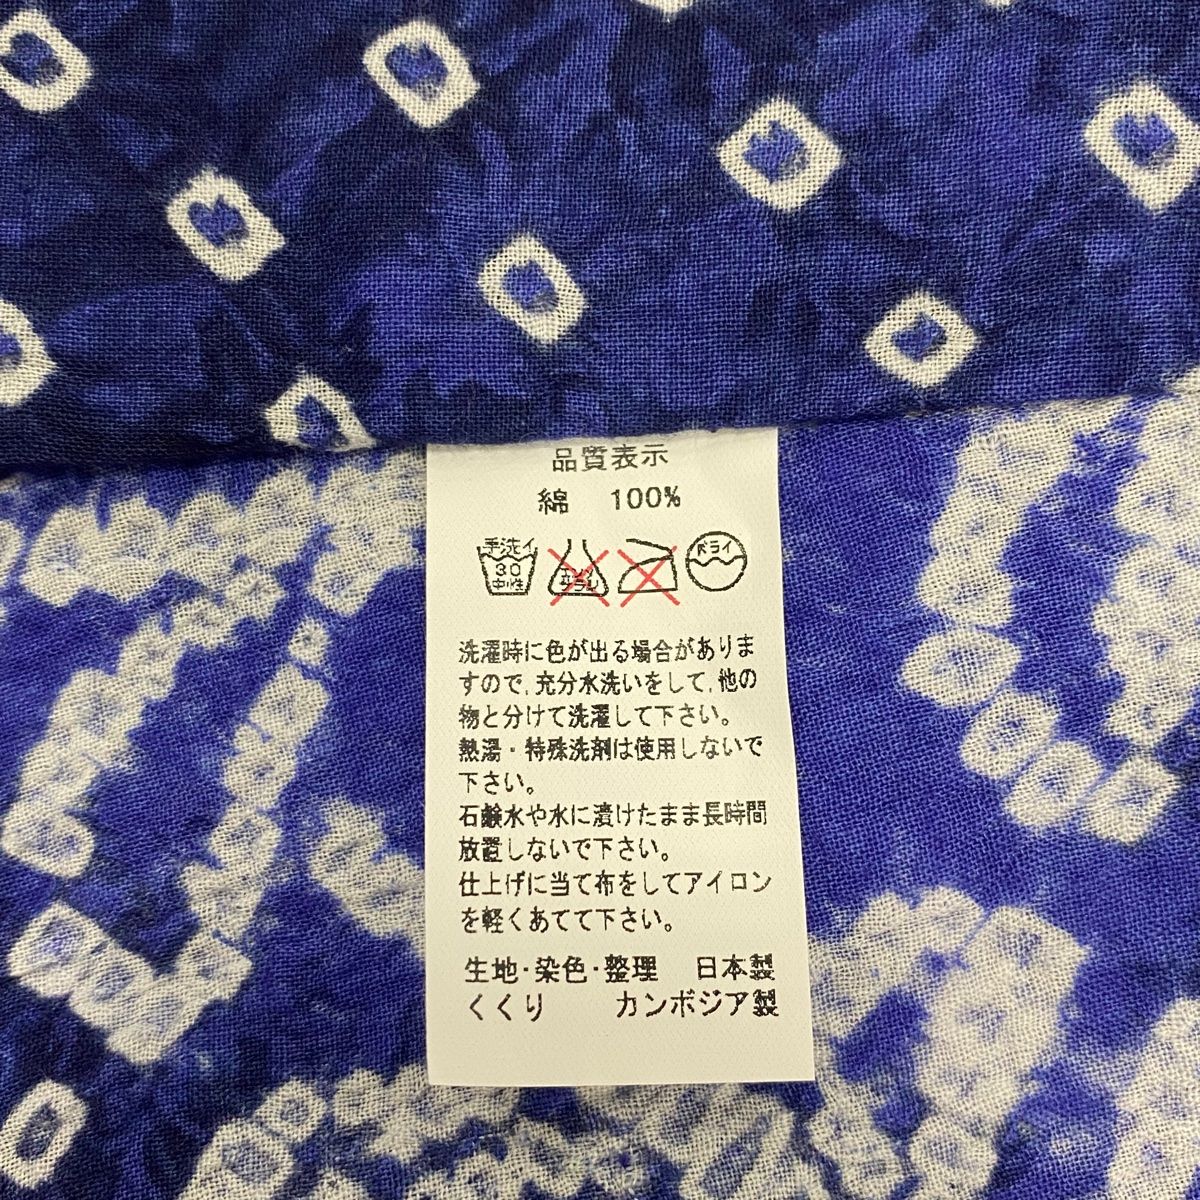 品質表示
綿 100%
手洗イ ドライ
30 エンソ
中性 サラシ
洗濯時に色が出る場合がありま
すので,充分水洗いをして,他の
物と分けて洗濯して下さい。
熱湯・特殊洗剤は使用しないで
下さい。
石鹸水や水に漬けたまま長時間
放置しないで下さい。
仕上げに当て布をしてアイロン
を軽くあてて下さい。
生地・染色・整理 日本製
くくり カンボジア製